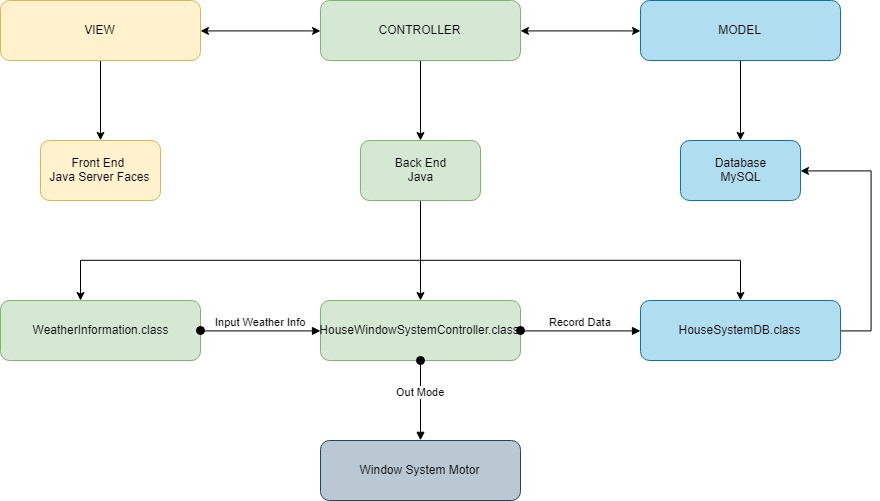 VIEW
CONTROLLER
MODEL
Front End
Java Server Faces
Back End
Java
Database
MySQL
WeatherInformation.class
Input Weather Info
HouseWindowSystemController.class
Record Data
HouseSystemDB.class
Out Mode
Window System Motor